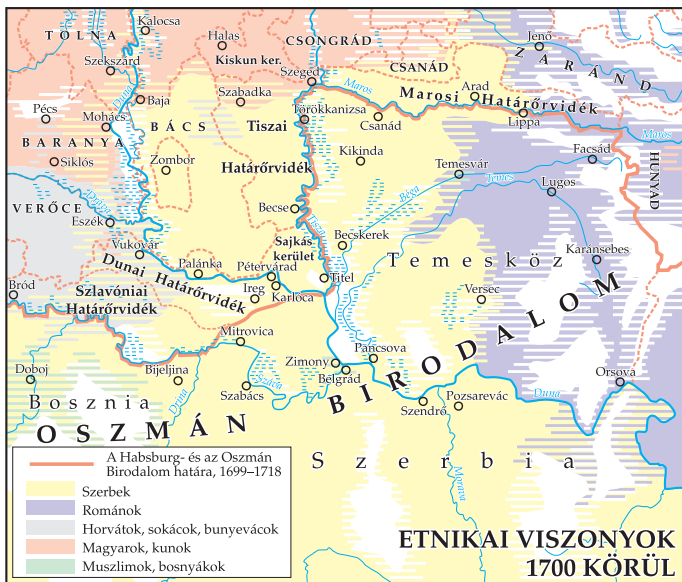 TOLNA
Kalocsa
Halas
Kiskun ker.
CSONGRÁD
Jenő
ZARÁND
Szekszárd
Szeged
CSANÁD
Maros
Arad
Marosi Határőrvidék
Duna
Baja
Szabadka
Törökkanizsa
Pécs
Mohács
BÁCS
Tiszai
Határőrvidék
Csanád
Lippa
Maros
BARANYA
Siklós
Zombor
Kikinda
Temesvár
Facsád
HUNYAD
Temes
Lugos
Béga
VERŐCE
Eszék
Dráva
Becse
Tisza
Vukovár
Sajkás
kerület
Becskerek
Karánsebes
Temesköz
Palánka
Pétervárad
Titel
Dunai Határőrvidék
Bród
Szlavóniai
Határőrvidék
Ireg
Karlóca
Versec
Mitrovica
Zimony
Pancsova
Belgrád
Doboj
Bijeljina
Szabács
Száva
Drina
Orsova
Duna
Szendrő
Pozsarevác
Bosznia
OSZMÁN BIRODALOM
Szerbia
Morava
A Habsburg- és az Oszmán
Birodalom határa, 1699–1718
Szerbek
Románok
Horvátok, sokácok, bunyevácok
Magyarok, kunok
Muszlimok, bosnyákok
ETNIKAI VISZONYOK
1700 KÖRÜL